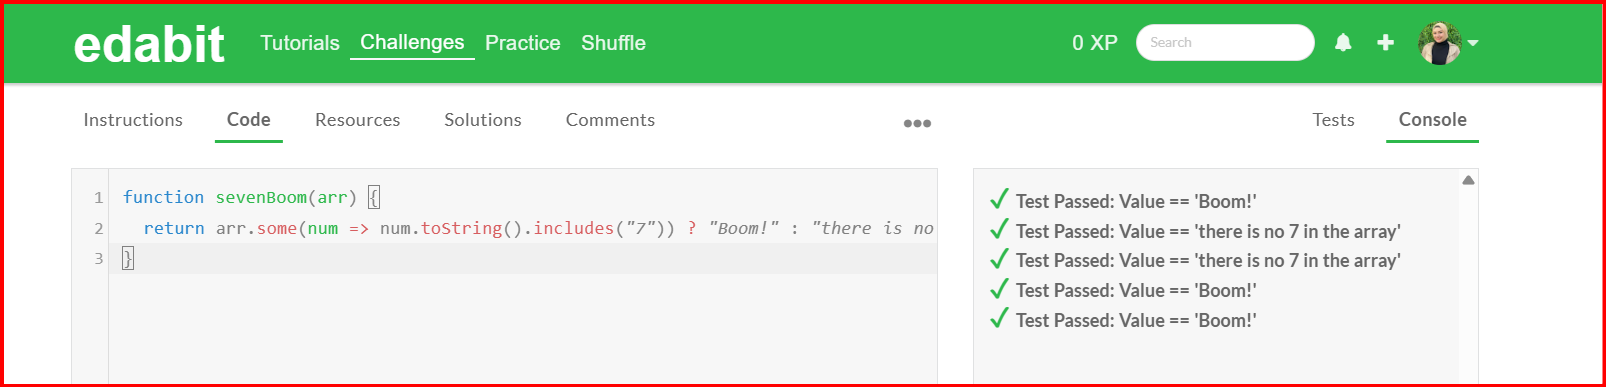 edabit Tutorials Challenges Practice Shuffle 0 XP Search
Instructions Code Resources Solutions Comments Tests Console
1 function sevenBoom(arr) {
2 return arr.some(num => num.toString().includes("7")) ? "Boom!" : "there is no
3 }
Test Passed: Value == 'Boom!'
Test Passed: Value == 'there is no 7 in the array'
Test Passed: Value == 'there is no 7 in the array'
Test Passed: Value == 'Boom!'
Test Passed: Value == 'Boom!'